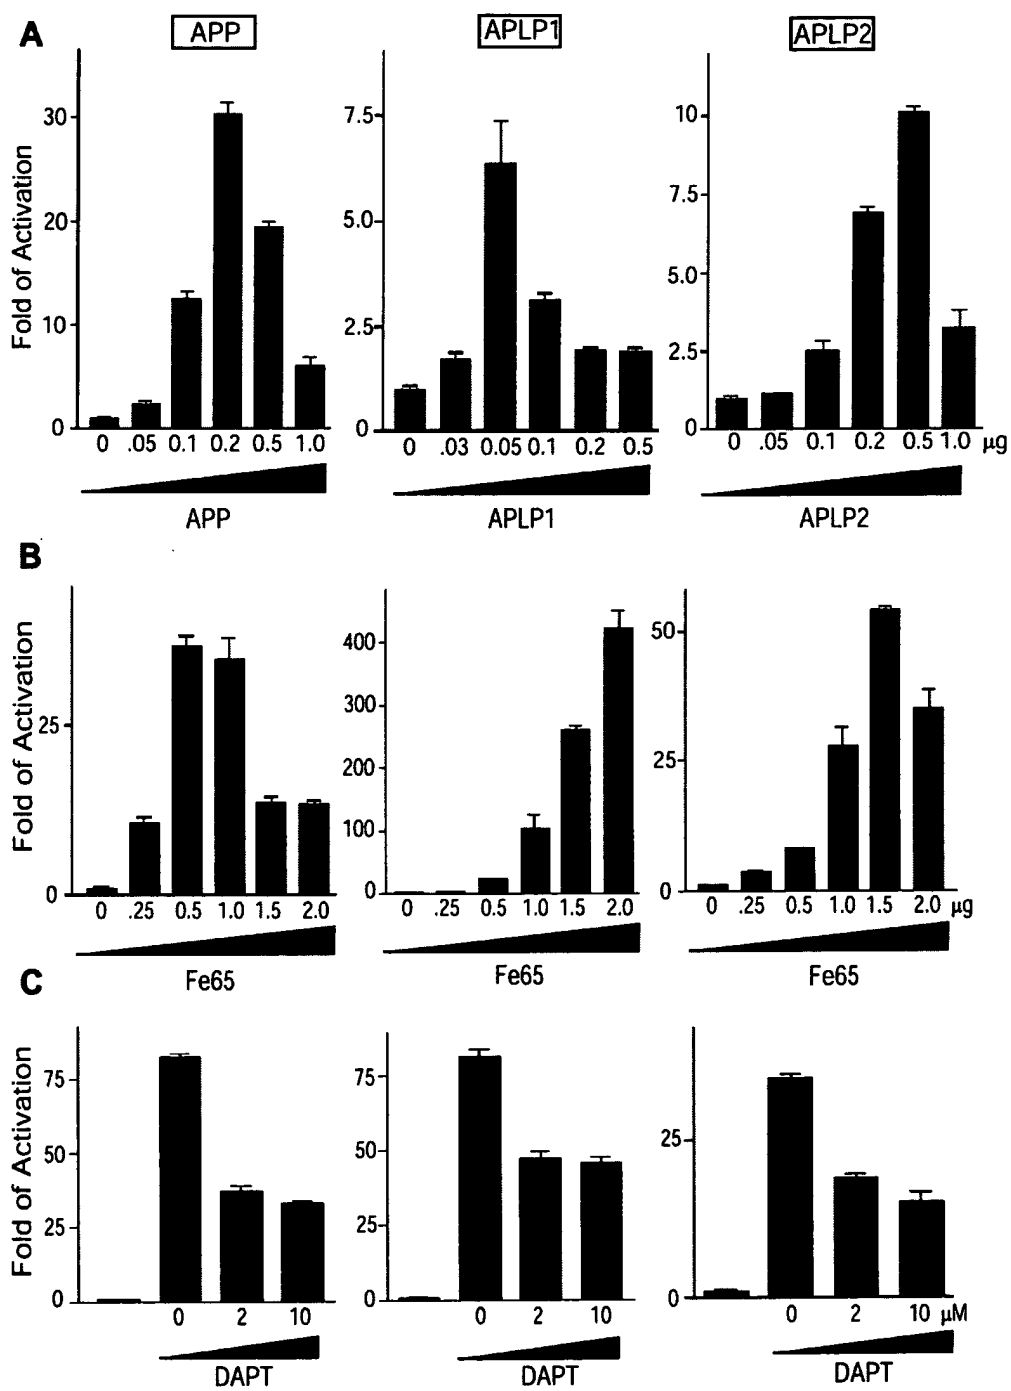 A
APP
APLP1
APLP2
Fold of Activation
30
20
10
0
0 .05 0.1 0.2 0.5 1.0
APP
7.5
5.0
2.5
0
0 .03 0.05 0.1 0.2 0.5
APLP1
10
7.5
5.0
2.5
0
0 .05 0.1 0.2 0.5 1.0 μg
APLP2
B
Fold of Activation
25
0
0 .25 0.5 1.0 1.5 2.0
Fe65
400
300
200
100
0
0 .25 0.5 1.0 1.5 2.0
Fe65
50
25
0
0 .25 0.5 1.0 1.5 2.0 μg
Fe65
C
Fold of Activation
75
50
25
0
0 2 10
DAPT
75
50
25
0
0 2 10
DAPT
25
0
0 2 10 μM
DAPT